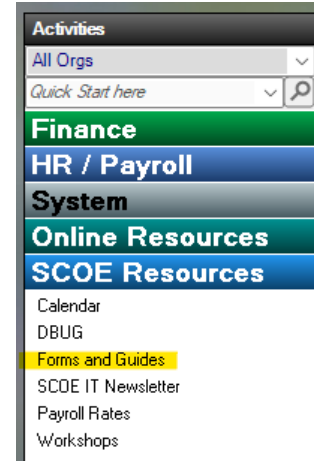 Activities
All Orgs
Quick Start here
Finance
HR / Payroll
System
Online Resources
SCOE Resources
Calendar
DBUG
Forms and Guides
SCOE IT Newsletter
Payroll Rates
Workshops